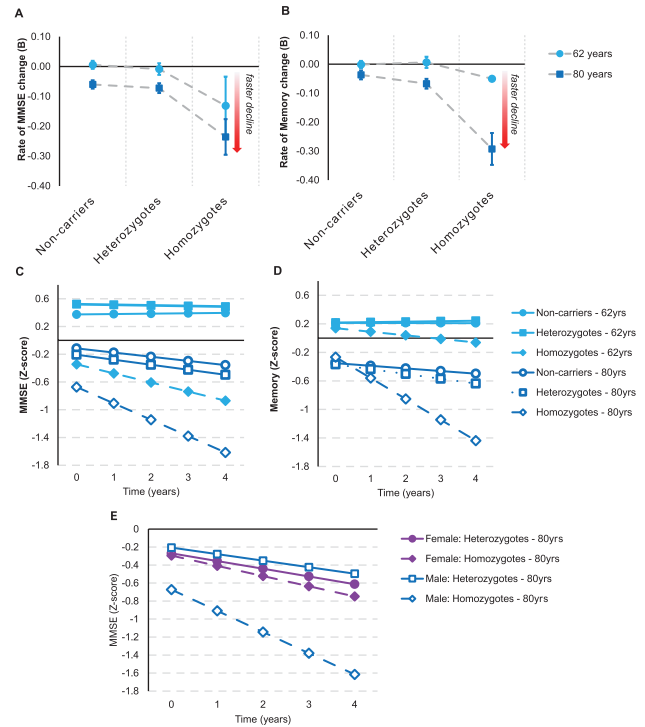 A
0.10
0.00
-0.10
-0.20
-0.30
-0.40
Rate of MMSE change (B)
faster decline
Non-carriers
Heterozygotes
Homozygotes
B
0.10
0.00
-0.10
-0.20
-0.30
-0.40
Rate of Memory change (B)
faster decline
Non-carriers
Heterozygotes
Homozygotes
62 years
80 years
C
0.6
0.2
-0.2
-0.6
-1
-1.4
-1.8
MMSE (Z-score)
0 1 2 3 4
Time (years)
D
0.6
0.2
-0.2
-0.6
-1
-1.4
-1.8
Memory (Z-score)
0 1 2 3 4
Time (years)
Non-carriers - 62yrs
Heterozygotes - 62yrs
Homozygotes - 62yrs
Non-carriers - 80yrs
Heterozygotes - 80yrs
Homozygotes - 80yrs
E
0
-0.2
-0.4
-0.6
-0.8
-1
-1.2
-1.4
-1.6
-1.8
MMSE (Z-score)
0 1 2 3 4
Time (years)
Female: Heterozygotes - 80yrs
Female: Homozygotes - 80yrs
Male: Heterozygotes - 80yrs
Male: Homozygotes - 80yrs